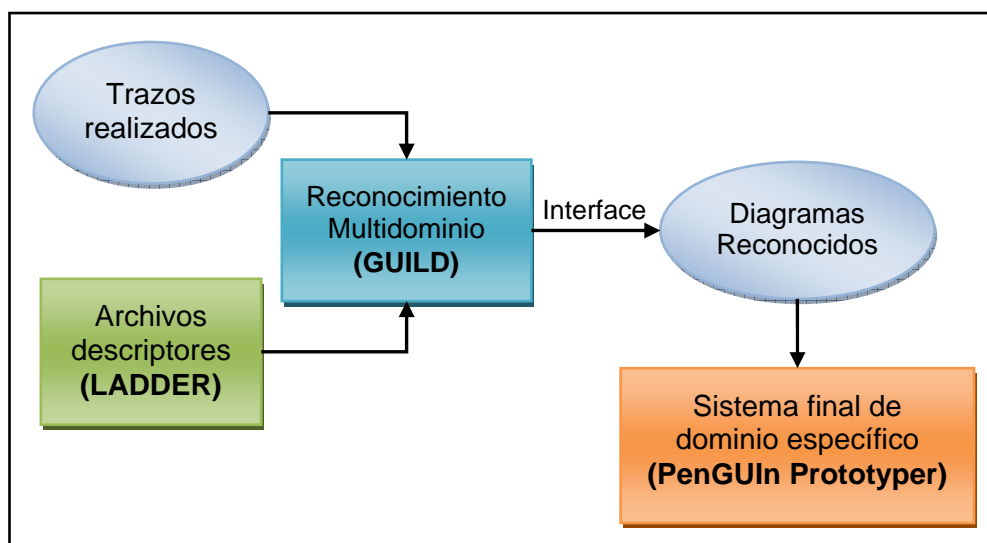 Trazos
realizados
Reconocimiento
Multidominio
(GUILD)
Interface
Diagramas
Reconocidos
Archivos
descriptores
(LADDER)
Sistema final de
dominio específico
(PenGUIn Prototyper)